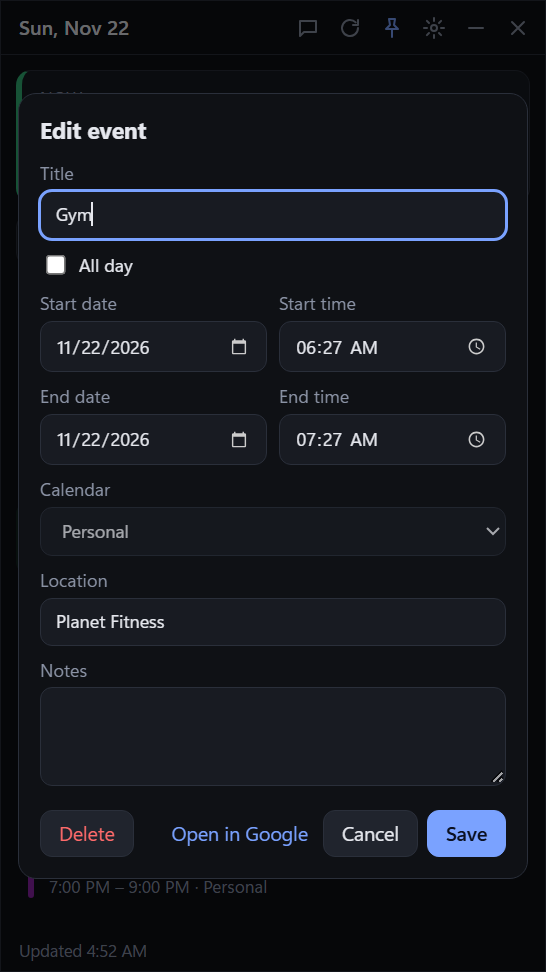 Sun, Nov 22
Edit event
Title
Gym
All day
Start date
Start time
11/22/2026
06:27 AM
End date
End time
11/22/2026
07:27 AM
Calendar
Personal
Location
Planet Fitness
Notes
Delete
Open in Google
Cancel
Save
7:00 PM – 9:00 PM · Personal
Updated 4:52 AM